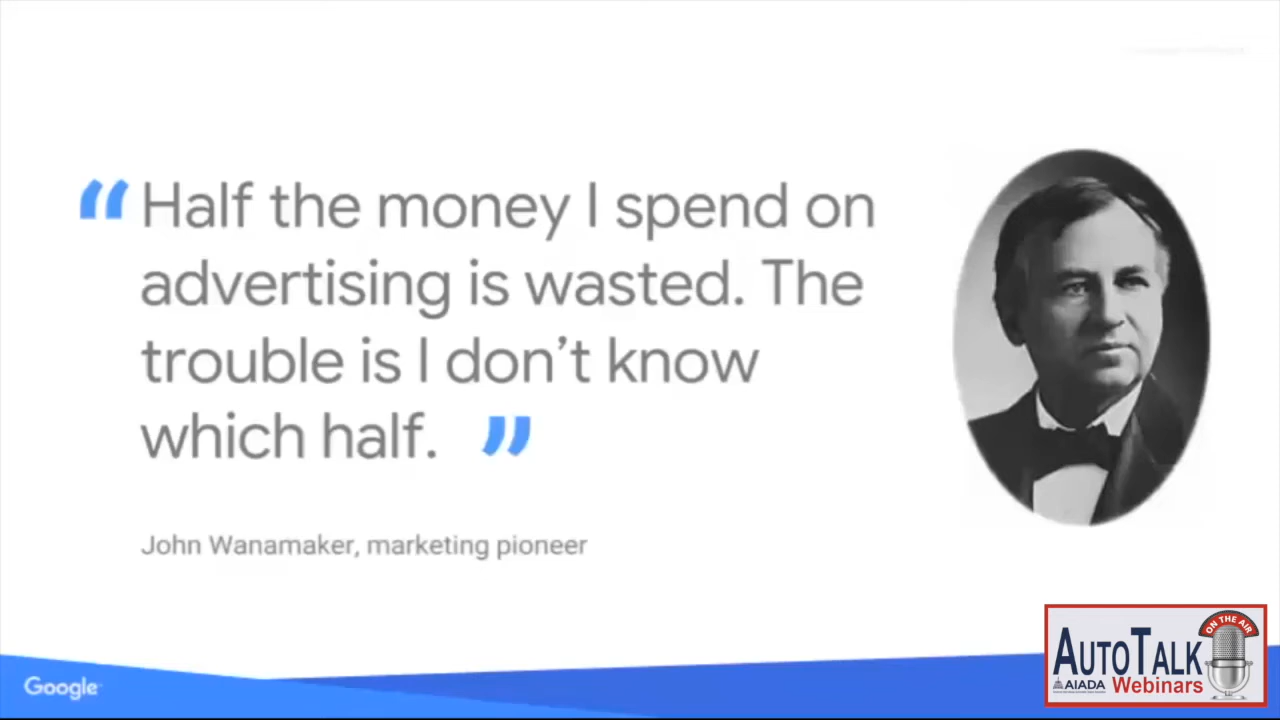 “Half the money I spend on
advertising is wasted. The
trouble is I don’t know
which half. ”
John Wanamaker, marketing pioneer
Google
ON THE AIR
AUTOTALK
AIADA Webinars